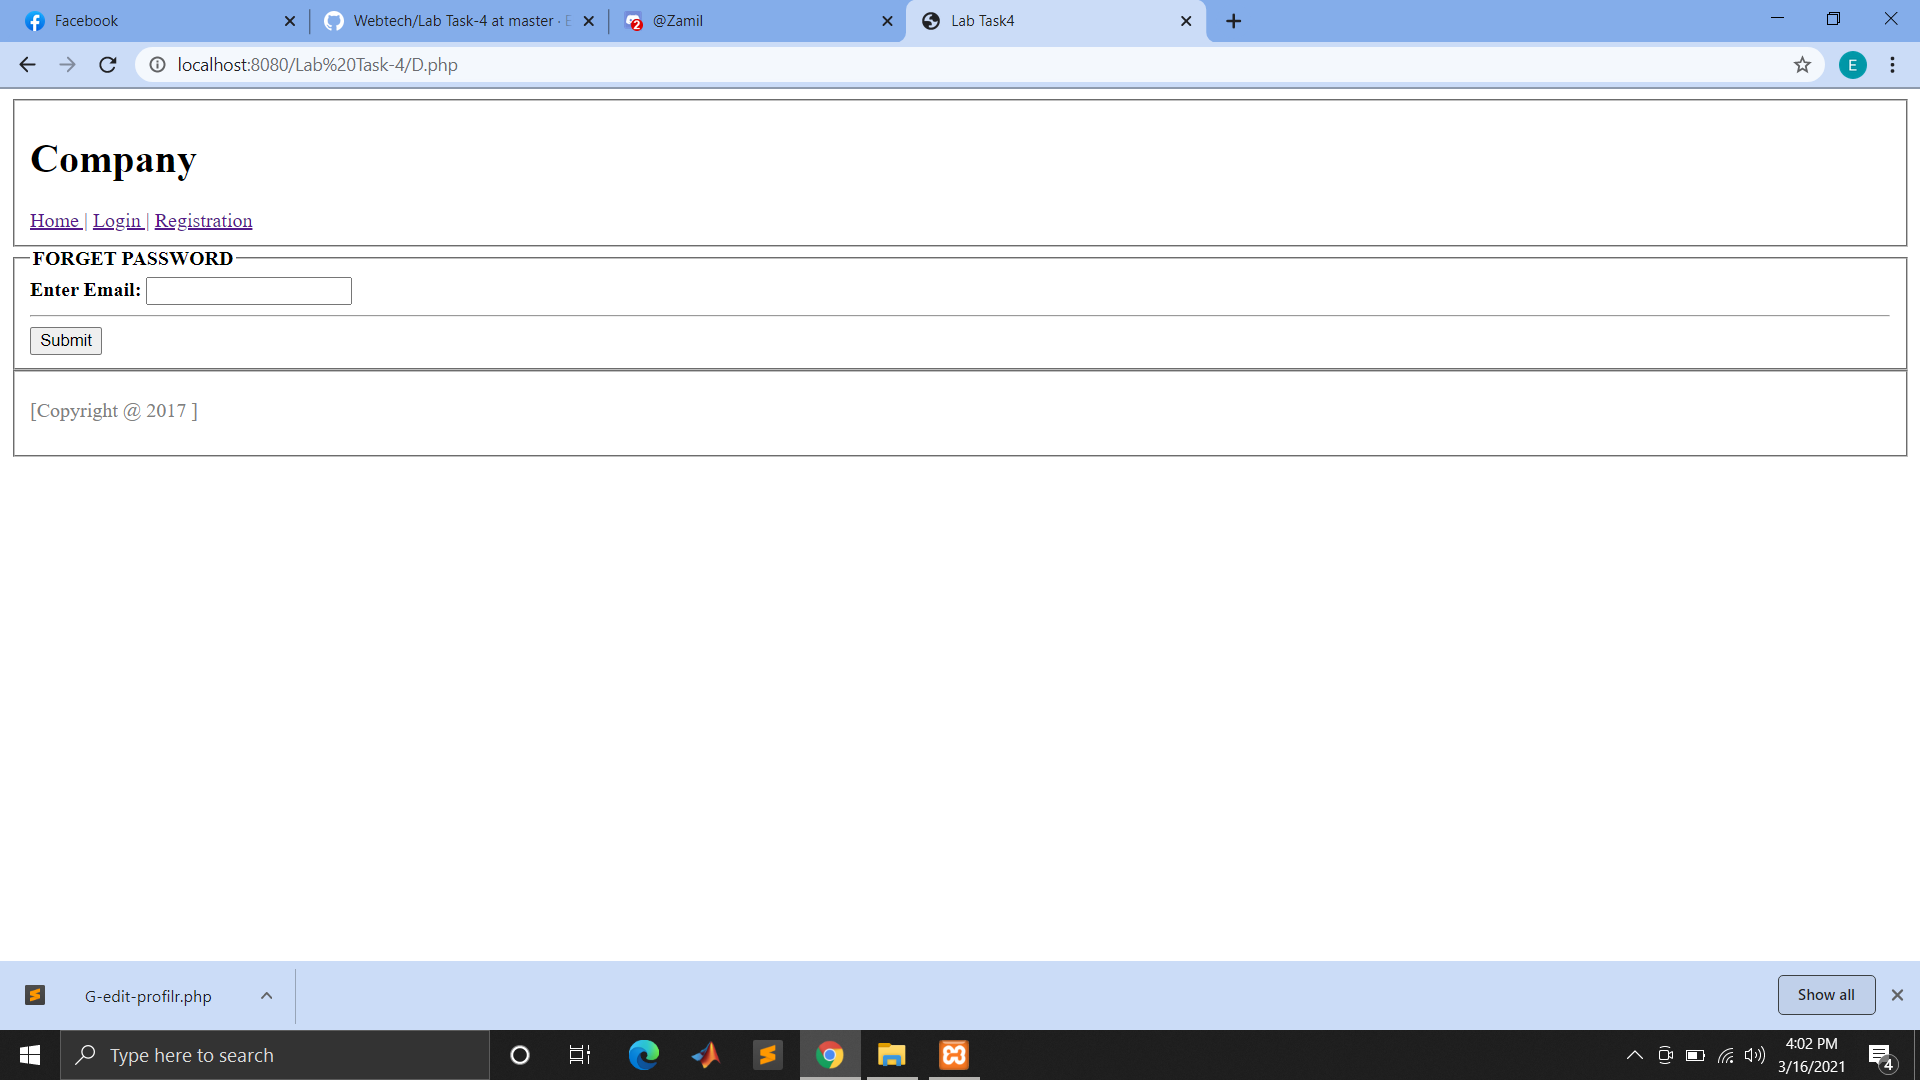 Facebook
Webtech/Lab Task-4 at master ·
@Zamil
Lab Task4
localhost:8080/Lab%20Task-4/D.php
E
Company
Home | Login | Registration
FORGET PASSWORD
Enter Email:
Submit
[Copyright @ 2017 ]
G-edit-profilr.php
Show all
Type here to search
4:02 PM
3/16/2021
4